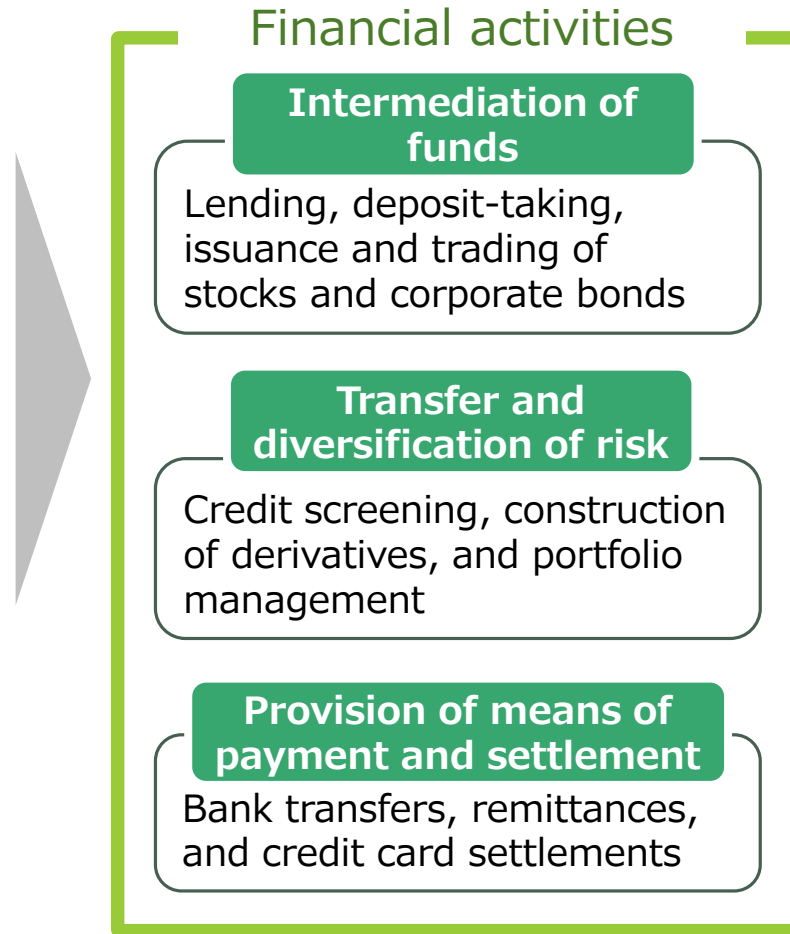 Financial activities
Intermediation of
funds
Lending, deposit-taking,
issuance and trading of
stocks and corporate bonds
Transfer and
diversification of risk
Credit screening, construction
of derivatives, and portfolio
management
Provision of means of
payment and settlement
Bank transfers, remittances,
and credit card settlements